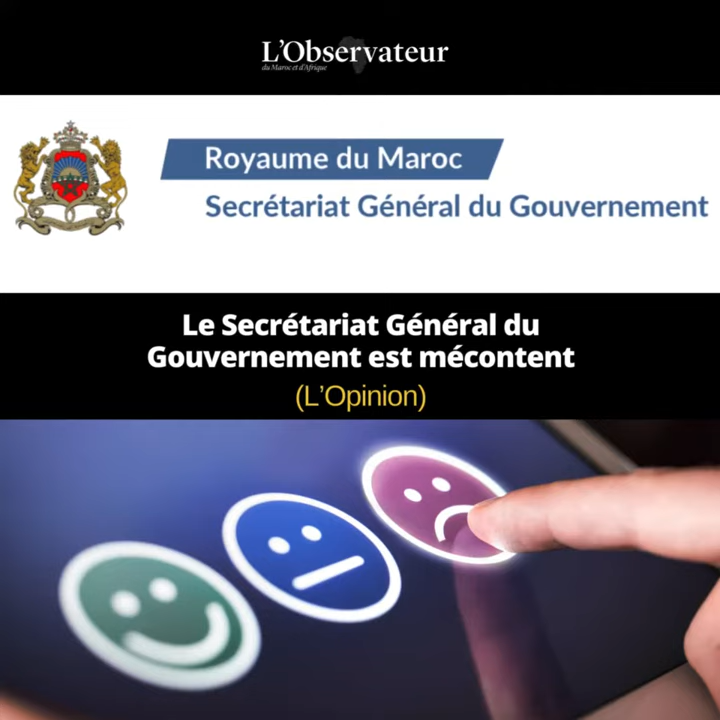 L'Observateur
du Maroc et d'Afrique
Royaume du Maroc
Secrétariat Général du Gouvernement
Le Secrétariat Général du
Gouvernement est mécontent
(L'Opinion)